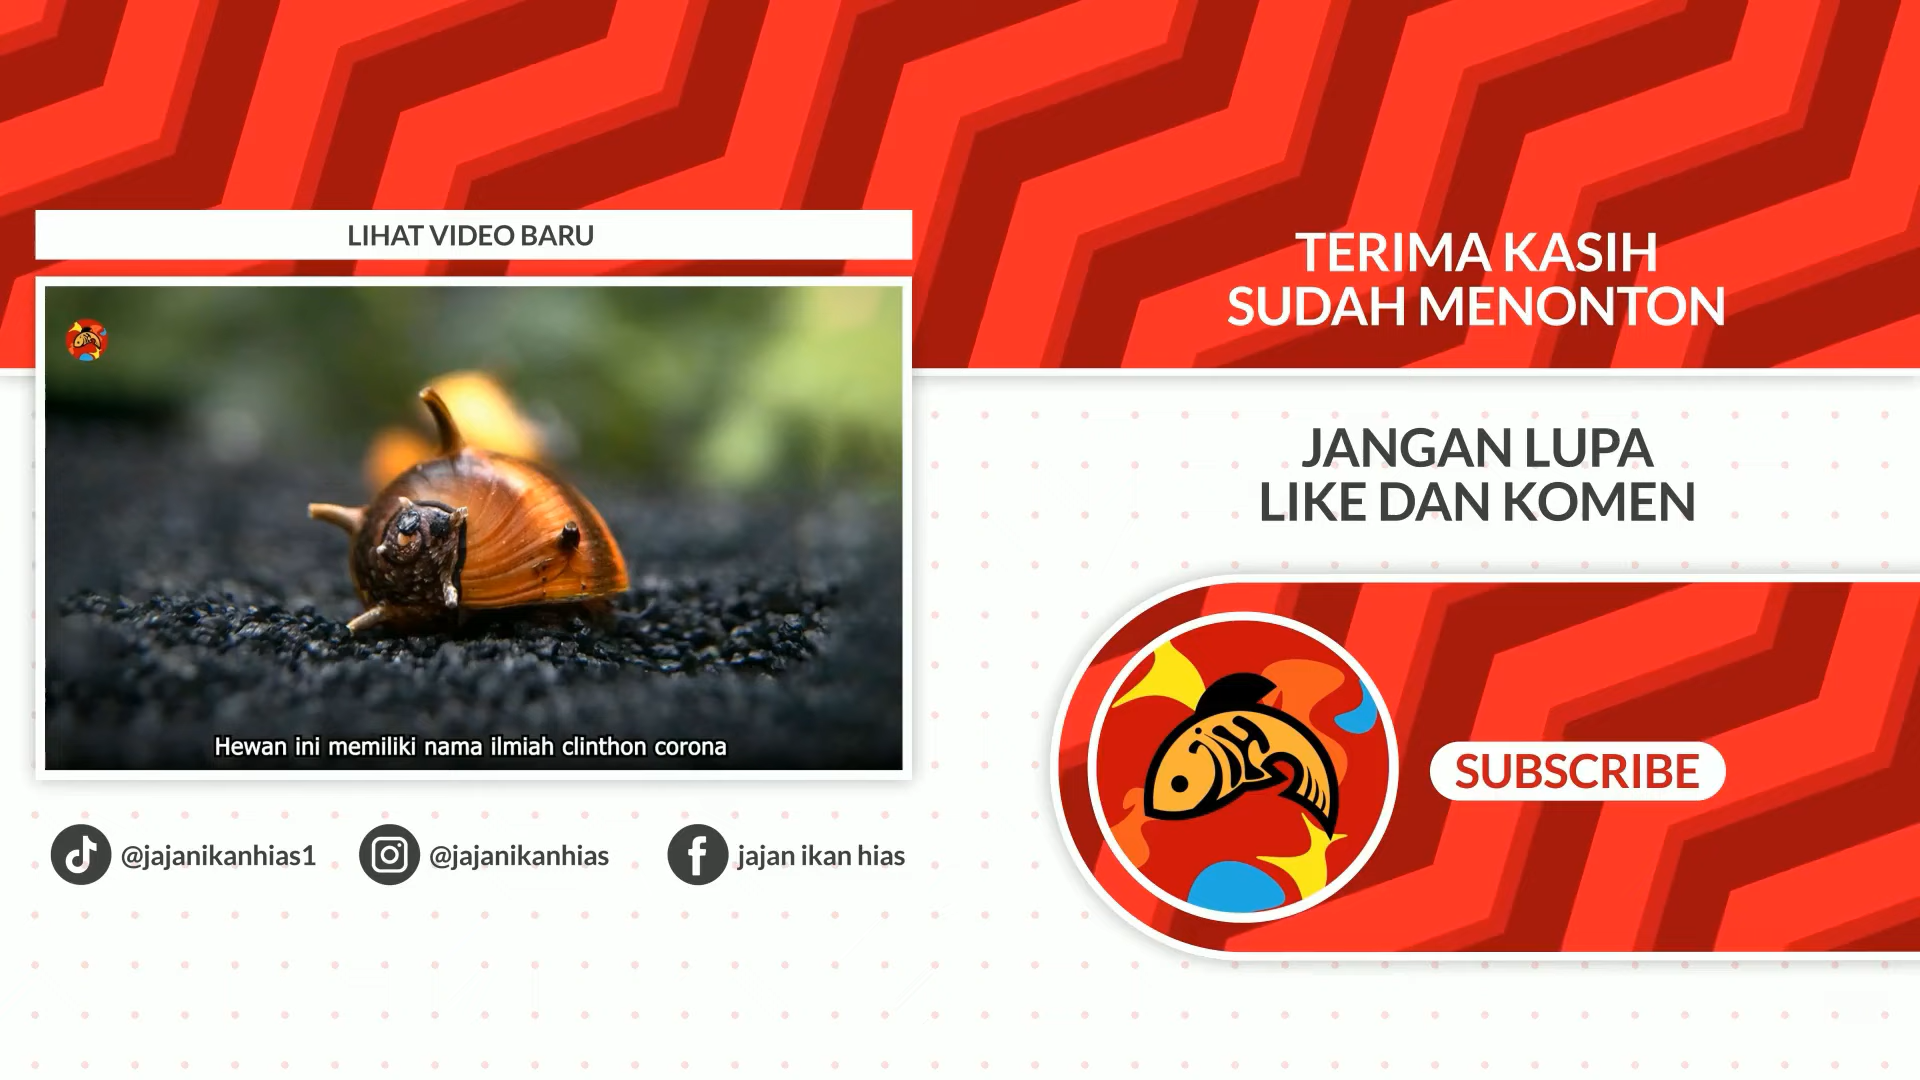 LIHAT VIDEO BARU
Hewan ini memiliki nama ilmiah clinthon corona
@jajanikanhias1
@jajanikanhias
jajan ikan hias
TERIMA KASIH
SUDAH MENONTON
JANGAN LUPA
LIKE DAN KOMEN
SUBSCRIBE